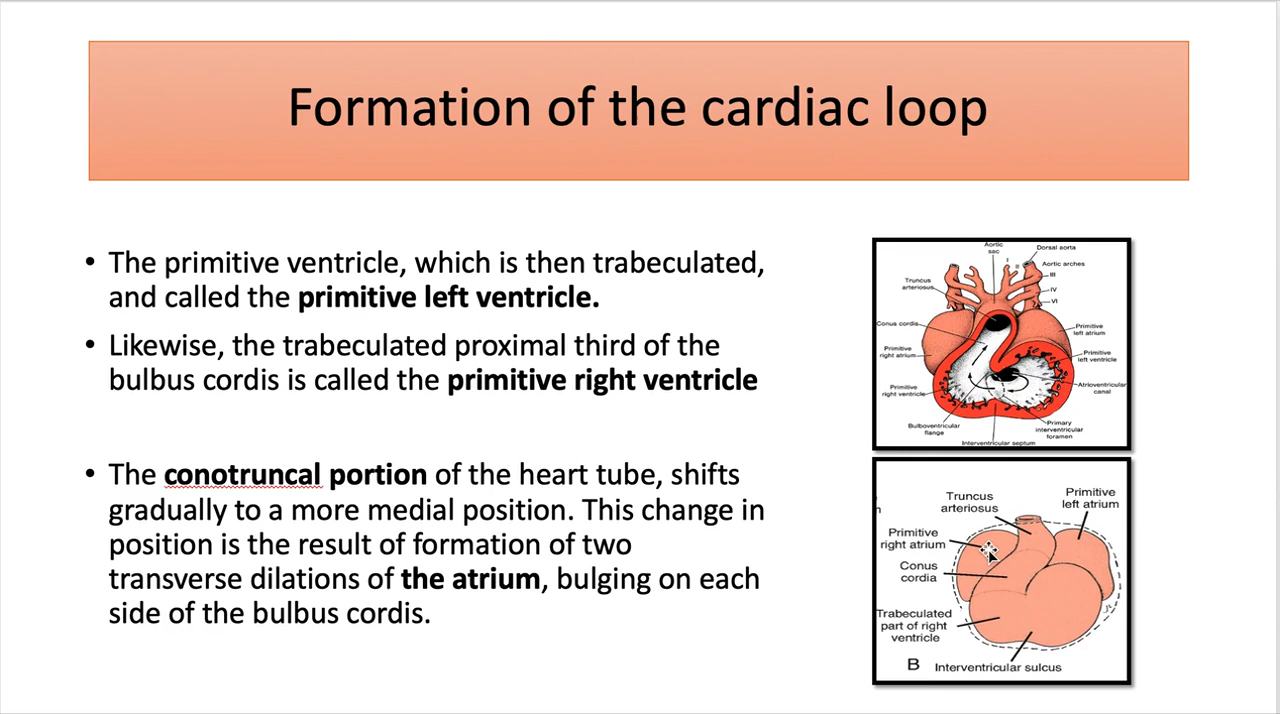 Formation of the cardiac loop
• The primitive ventricle, which is then trabeculated,
and called the primitive left ventricle.
• Likewise, the trabeculated proximal third of the
bulbus cordis is called the primitive right ventricle
• The conotruncal portion of the heart tube, shifts
gradually to a more medial position. This change in
position is the result of formation of two
transverse dilations of the atrium, bulging on each
side of the bulbus cordis.
Aortic
sac
Dorsal aorta
Aortic arches
I
II
III
IV
VI
Truncus
arteriosus
Conus cordis
Primitive
right atrium
Primitive
right ventricle
Bulboventricular
flange
Interventricular septum
Primary
interventricular
foramen
Atrioventricular
canal
Primitive
left ventricle
Primitive
left atrium
Truncus
arteriosus
Primitive
left atrium
Primitive
right atrium
Conus
cordia
Trabeculated
part of right
ventricle
B
Interventricular sulcus